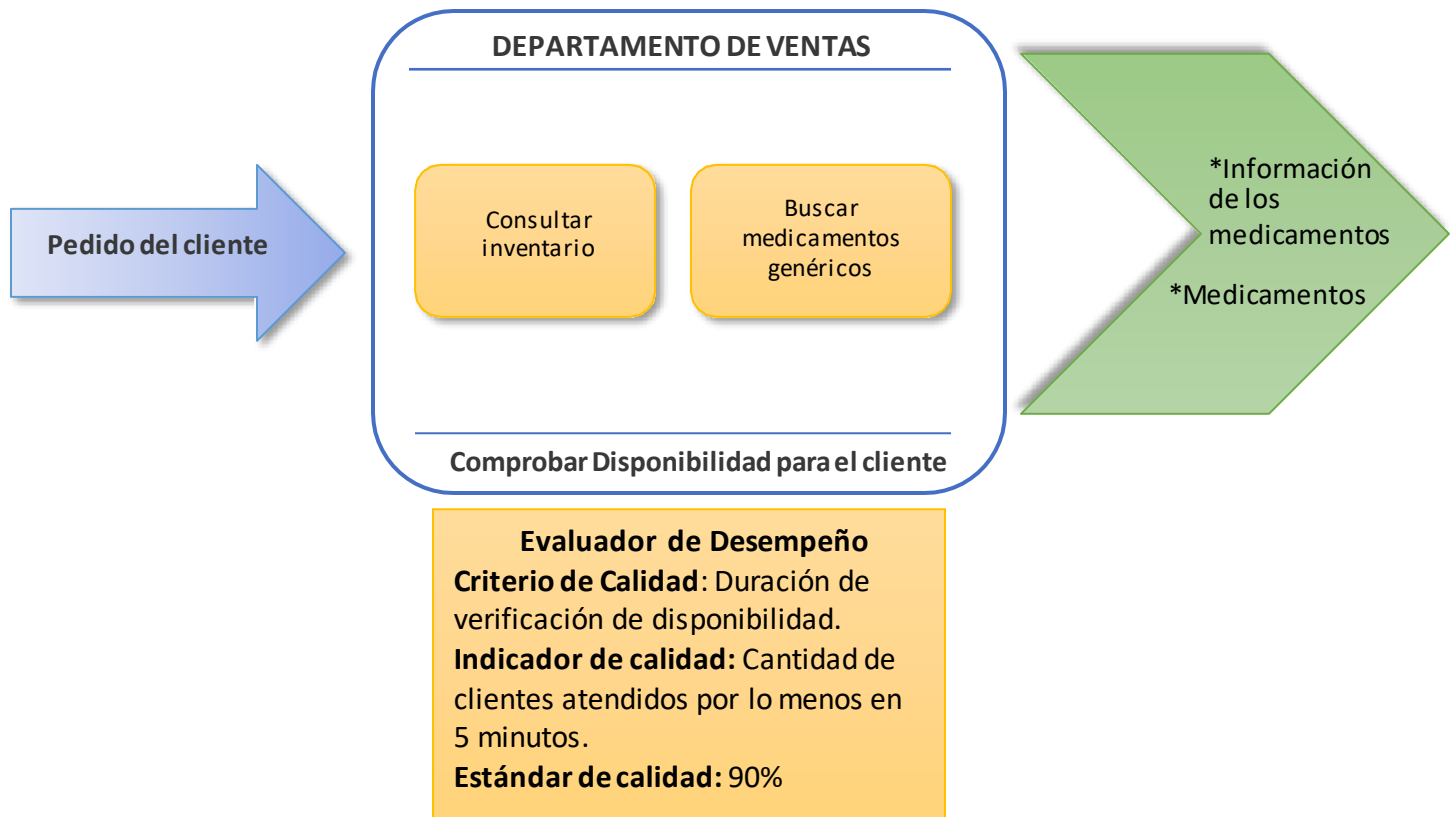 DEPARTAMENTO DE VENTAS
Pedido del cliente
Consultar
inventario
Buscar
medicamentos
genéricos
*Información
de los
medicamentos
*Medicamentos
Comprobar Disponibilidad para el cliente
Evaluador de Desempeño
Criterio de Calidad: Duración de
verificación de disponibilidad.
Indicador de calidad: Cantidad de
clientes atendidos por lo menos en
5 minutos.
Estándar de calidad: 90%